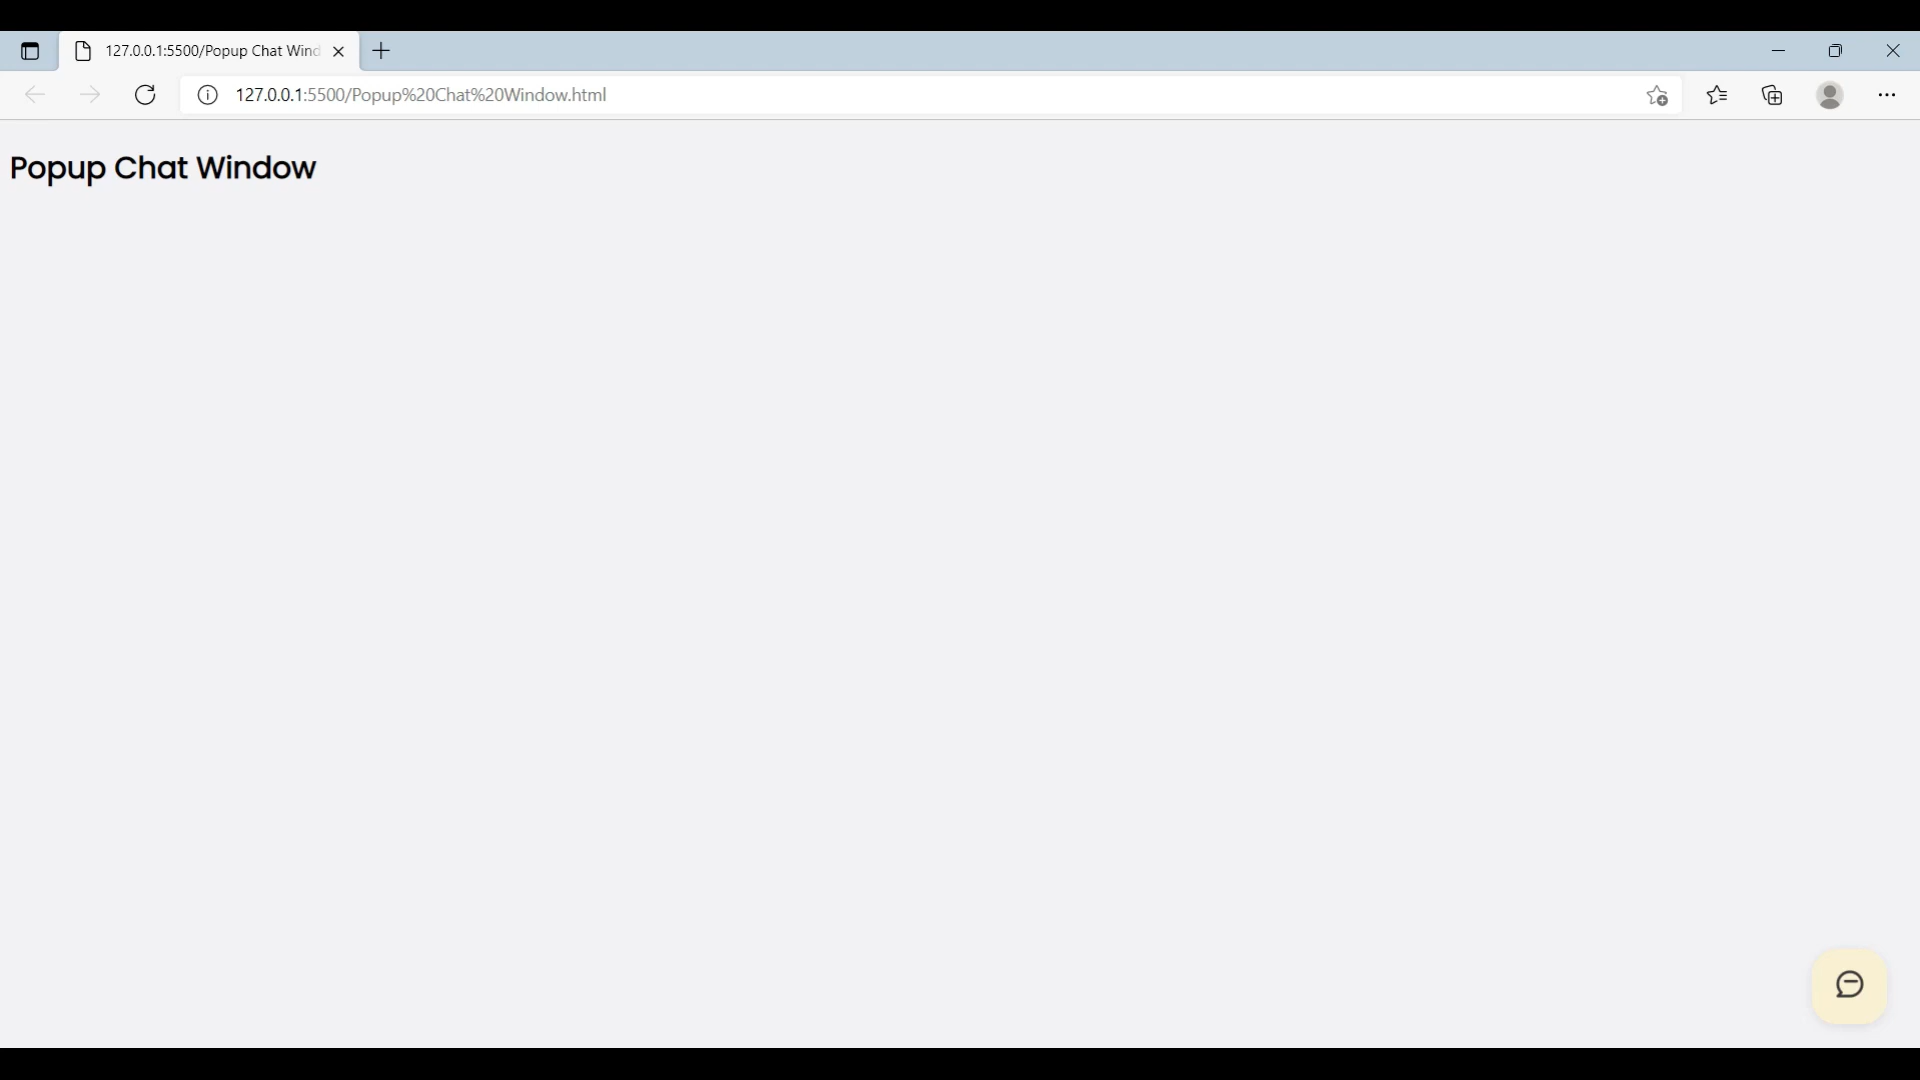 127.0.0.1:5500/Popup Chat Wind
127.0.0.1:5500/Popup%20Chat%20Window.html
Popup Chat Window